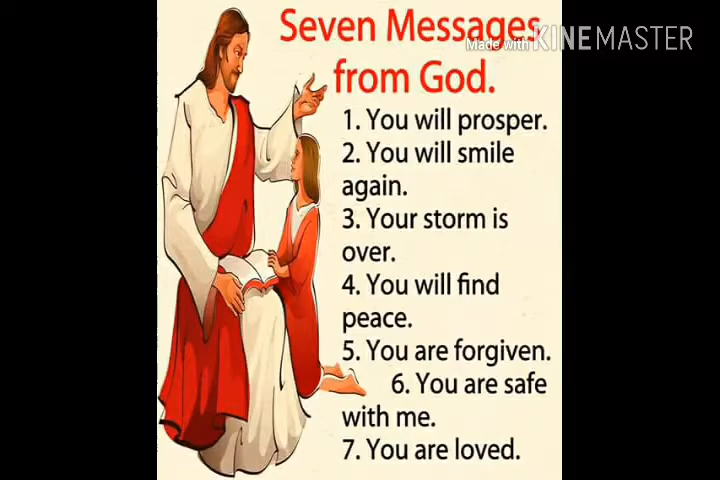 Seven Messages
Made with KINEMASTER
from God.
1. You will prosper.
2. You will smile
again.
3. Your storm is
over.
4. You will find
peace.
5. You are forgiven.
6. You are safe
with me.
7. You are loved.